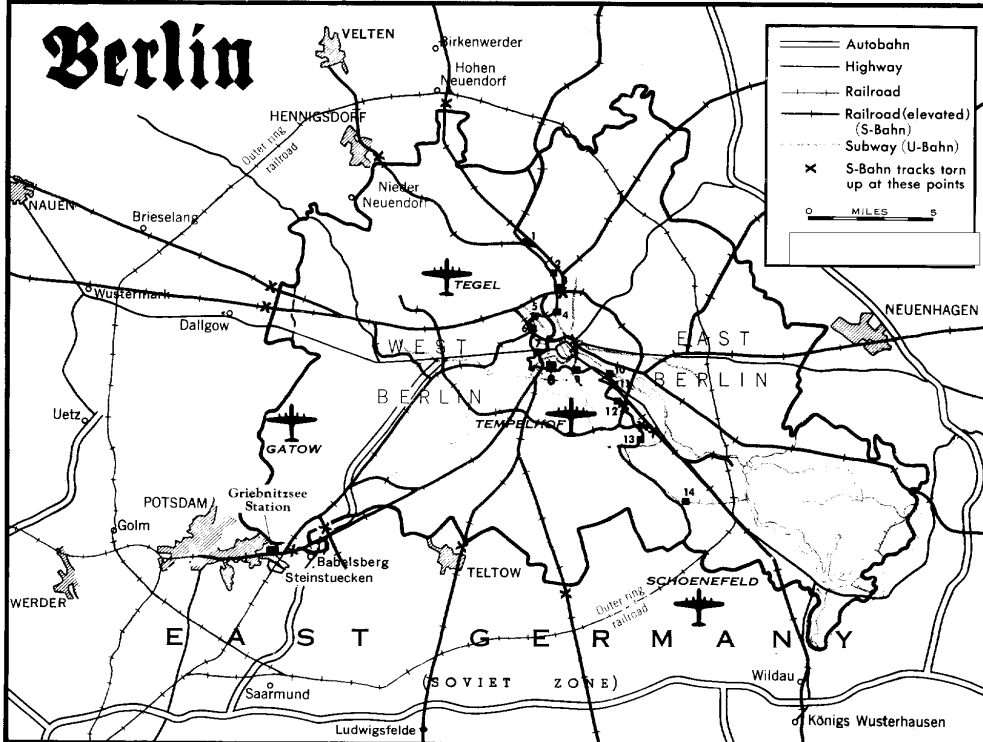 Berlin
VELTEN
Birkenwerder
Hohen
Neuendorf
HENNIGSDORF
Outer ring
railroad
Nieder
Neuendorf
NAUEN
Brieselang
Wustermark
Dallgow
TEGEL
WEST
BERLIN
EAST
BERLIN
NEUENHAGEN
Uetz
GATOW
TEMPELHOF
1
2
3
4
5
6
7
8
9
10
11
12
13
14
POTSDAM
Griebnitzsee
Station
Golm
WERDER
Babelsberg
Steinstuecken
TELTOW
SCHOENEFELD
Outer ring
railroad
EAST GERMANY
(SOVIET ZONE)
Saarmund
Ludwigsfelde
Wildau
Königs Wusterhausen
Autobahn
Highway
Railroad
Railroad (elevated)
(S-Bahn)
Subway (U-Bahn)
S-Bahn tracks torn
up at these points
0 MILES 5